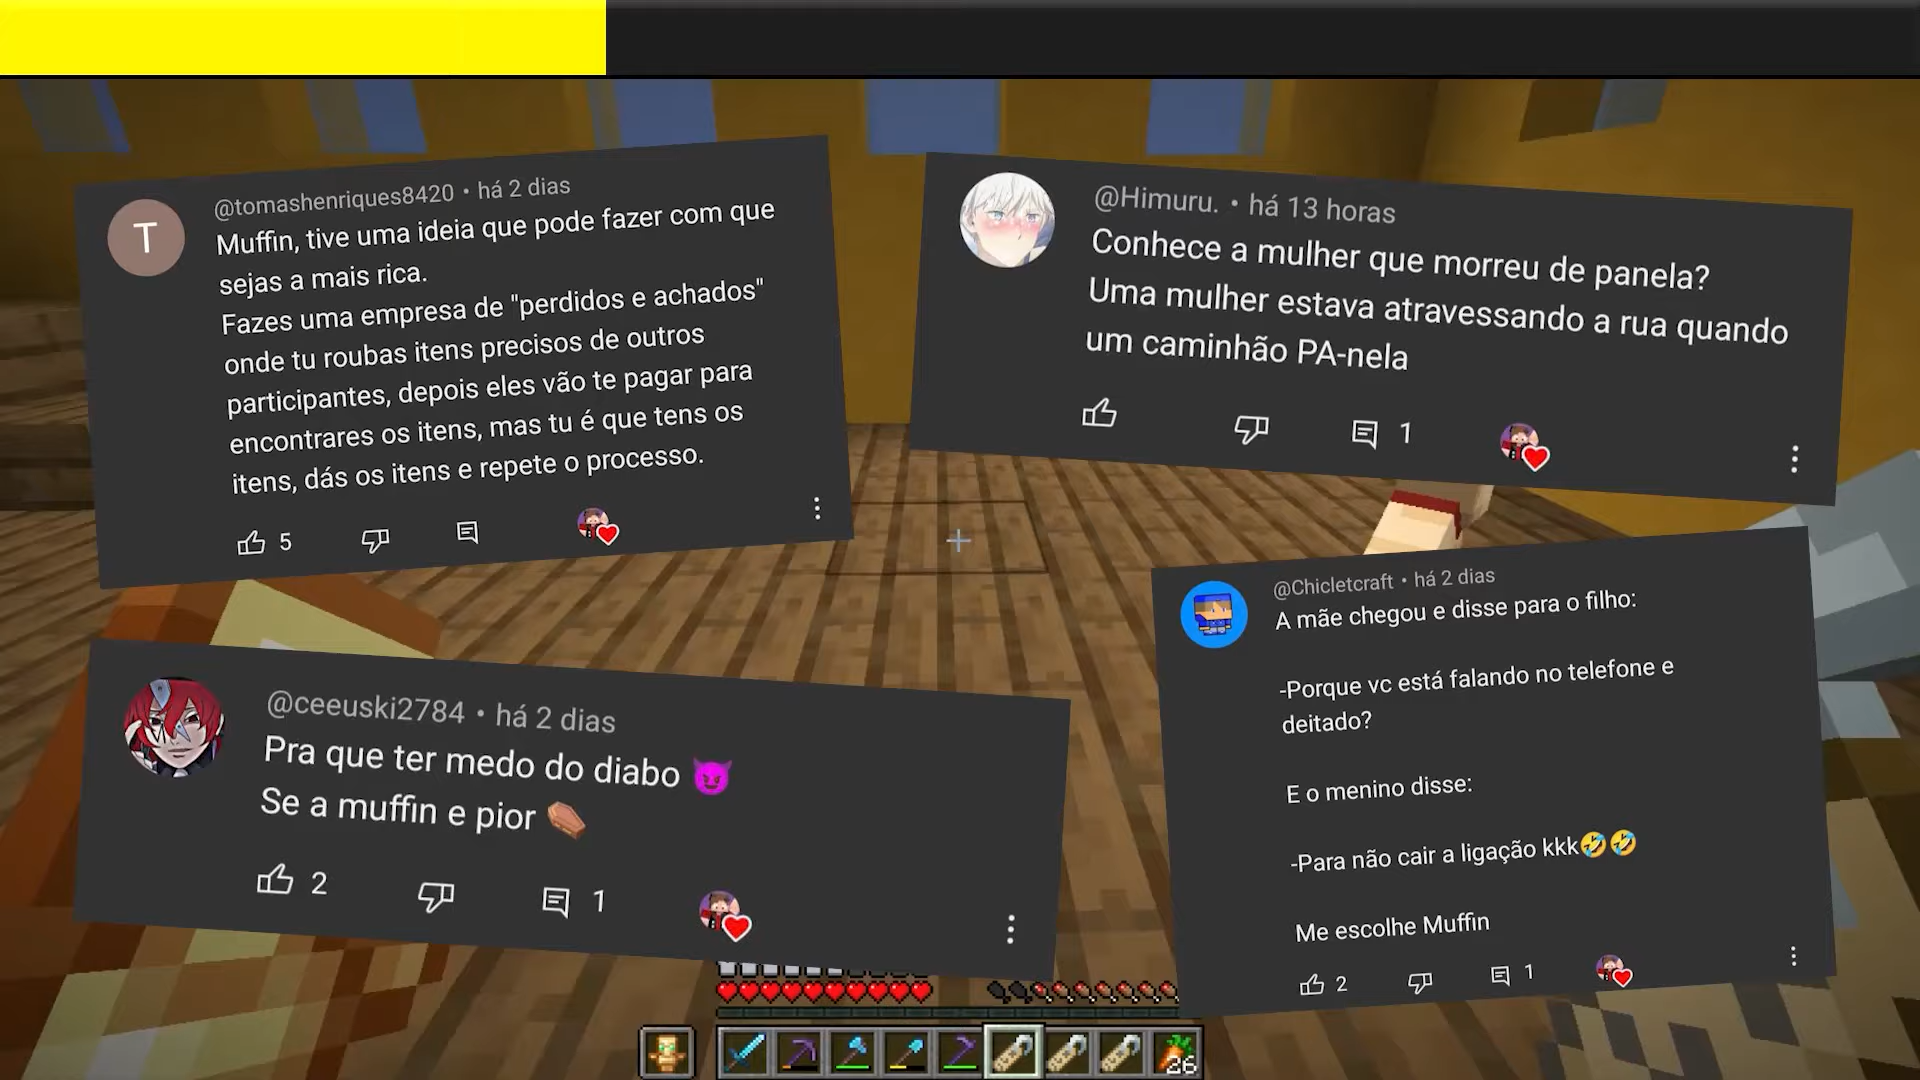 @tomashenriques8420 • há 2 dias
Muffin, tive uma ideia que pode fazer com que
sejas a mais rica.
Fazes uma empresa de "perdidos e achados"
onde tu roubas itens precisos de outros
participantes, depois eles vão te pagar para
encontrares os itens, mas tu é que tens os
itens, dás os itens e repete o processo.
T
5
@Himuru. • há 13 horas
Conhece a mulher que morreu de panela?
Uma mulher estava atravessando a rua quando
um caminhão PA-nela
1
@ceeuski2784 • há 2 dias
Pra que ter medo do diabo 😈
Se a muffin e pior ⚰️
2
1
@Chicletcraft • há 2 dias
A mãe chegou e disse para o filho:
-Porque vc está falando no telefone e
deitado?
E o menino disse:
-Para não cair a ligação kkk🤣🤣
Me escolhe Muffin
2
1
26